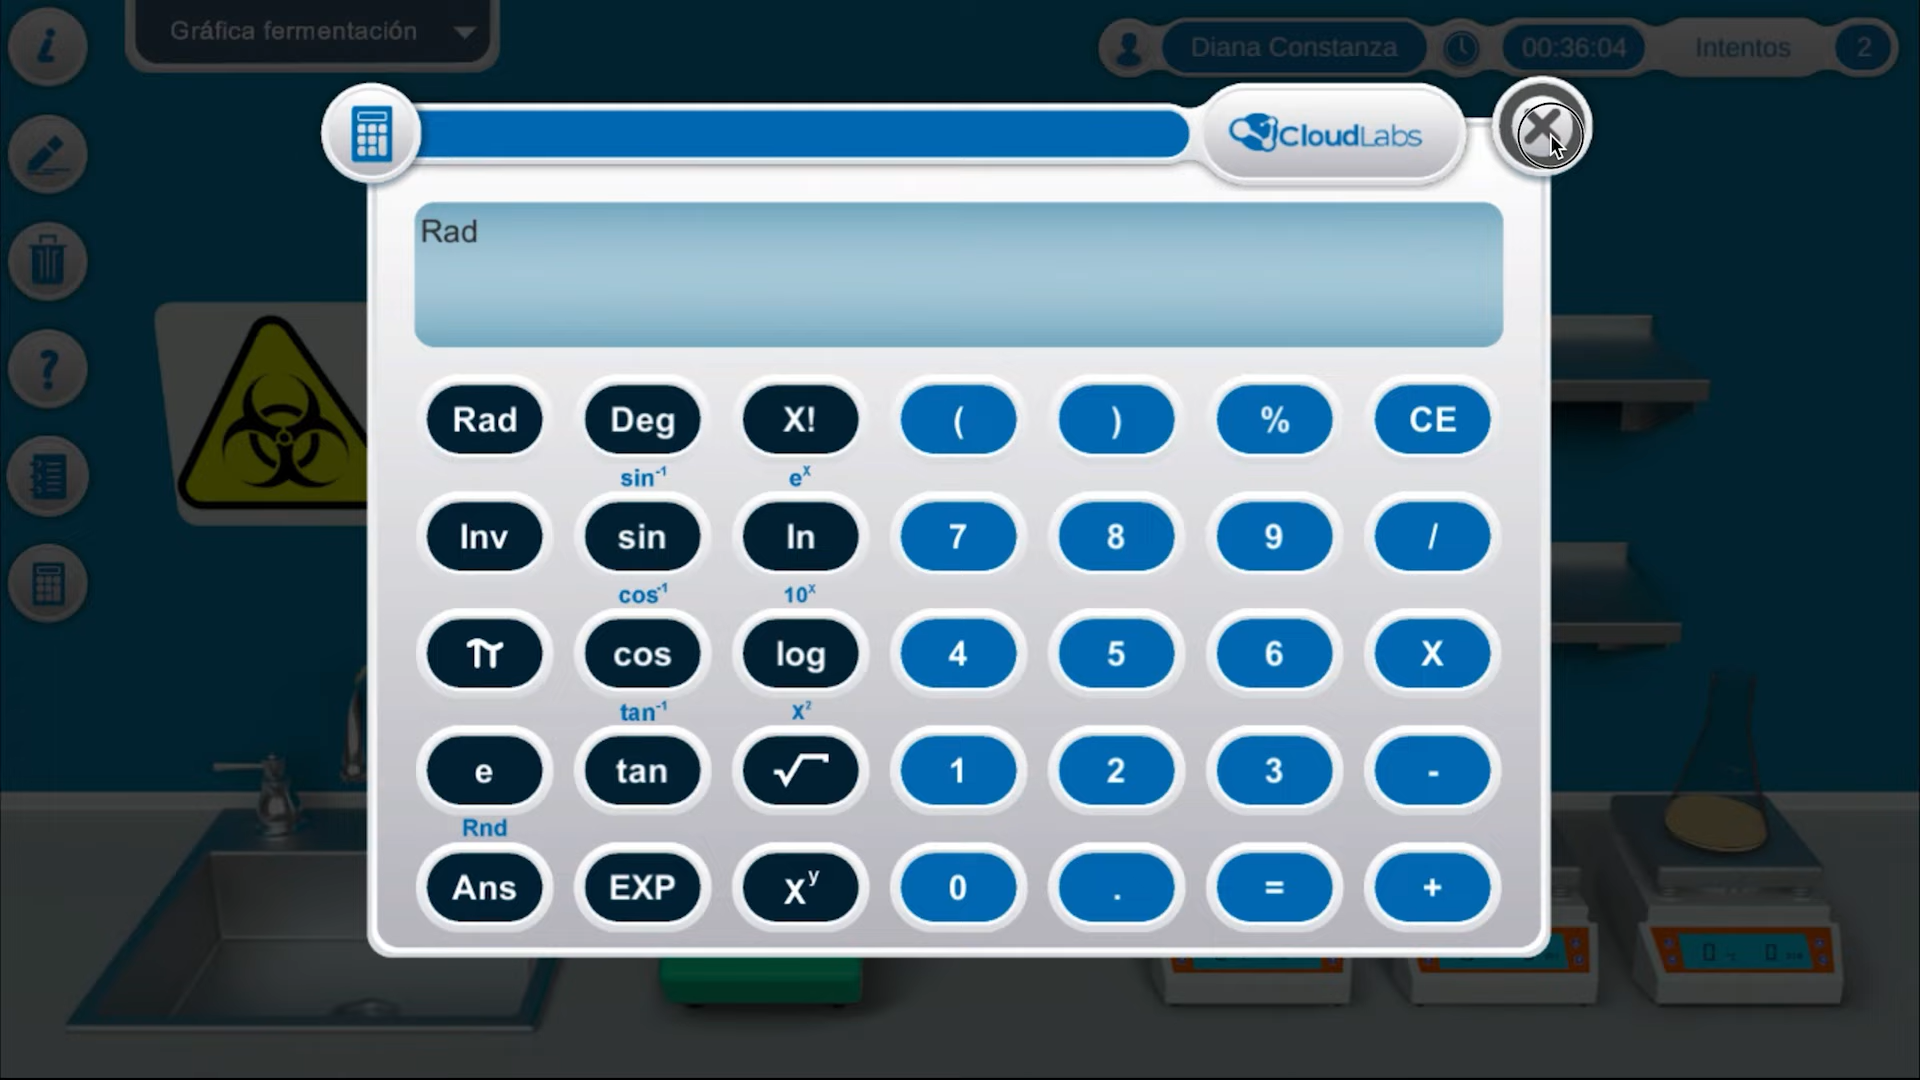 Gráfica fermentación
Diana Constanza
00:36:04
Intentos
2
CloudLabs
Rad
Rad Deg X! ( ) % CE
sin⁻¹ eˣ
Inv sin ln 7 8 9 /
cos⁻¹ 10ˣ
π cos log 4 5 6 X
tan⁻¹ X²
e tan √ 1 2 3 -
Rnd
Ans EXP Xʸ 0 . = +
0 0